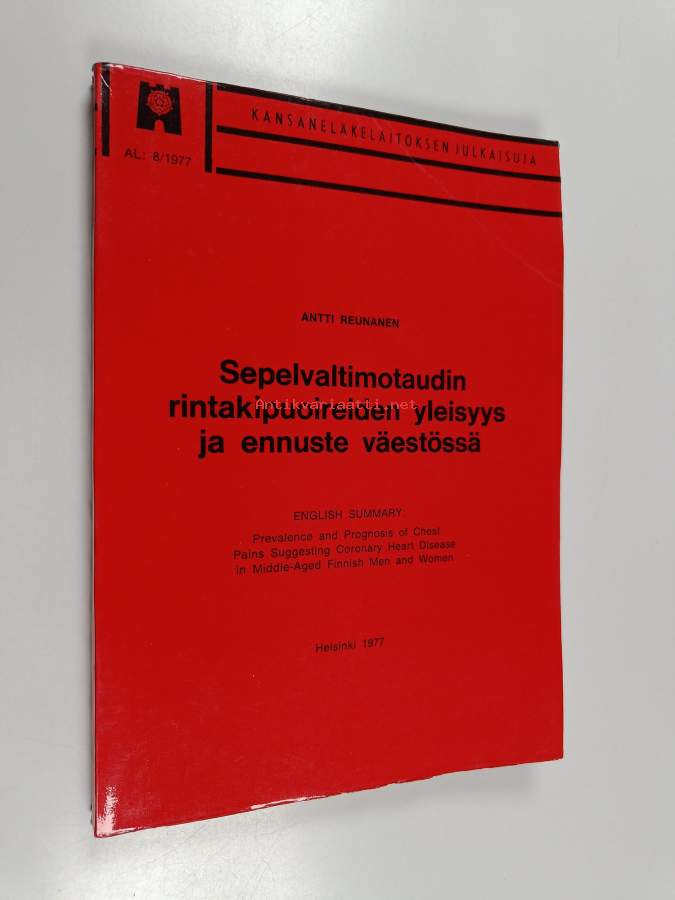 KANSANELÄKELAITOKSEN JULKAISUJA
AL: 8/1977
ANTTI REUNANEN
Sepelvaltimotaudin
rintakipuoireiden yleisyys
ja ennuste väestössä
Antikvariaatti.net
ENGLISH SUMMARY:
Prevalence and Prognosis of Chest
Pains Suggesting Coronary Heart Disease
in Middle-Aged Finnish Men and Women
Helsinki 1977